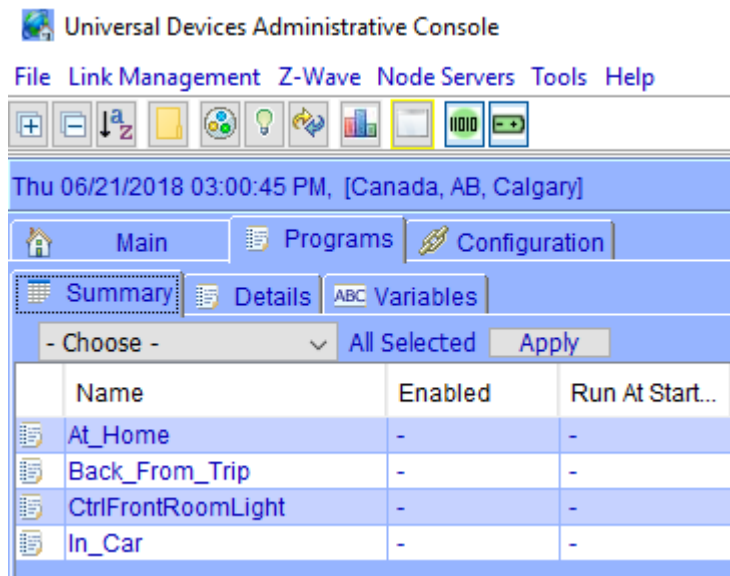 Universal Devices Administrative Console
File Link Management Z-Wave Node Servers Tools Help
Thu 06/21/2018 03:00:45 PM, [Canada, AB, Calgary]
Main Programs Configuration
Summary Details ABC Variables
- Choose - All Selected Apply
Name Enabled Run At Start...
At_Home - -
Back_From_Trip - -
CtrlFrontRoomLight - -
In_Car - -